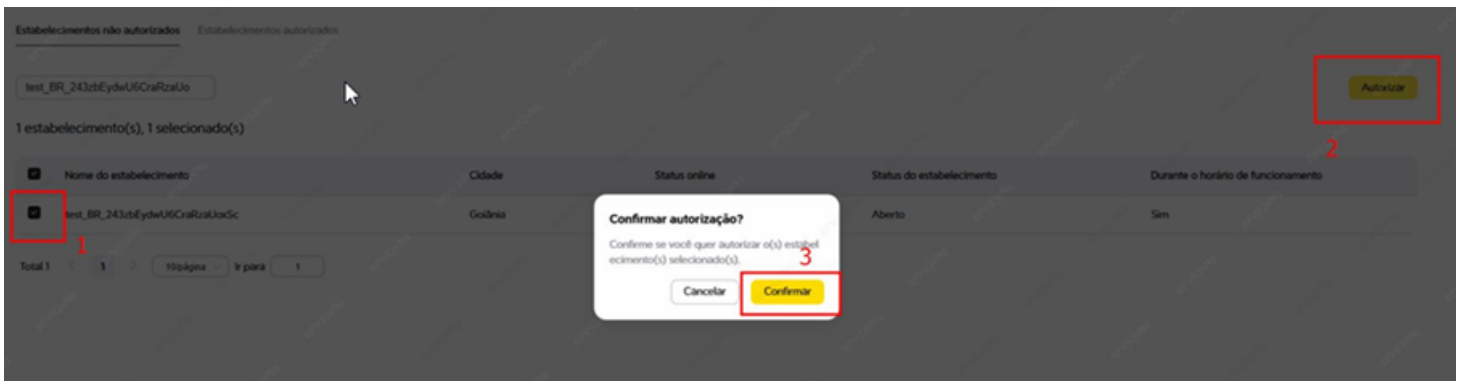 Estabelecimentos não autorizados Estabelecimentos autorizados
test_BR_243zbEydwU6CraRzaUo
Autorizar
1 estabelecimento(s), 1 selecionado(s)
2
Nome do estabelecimento Cidade Status online Status do estabelecimento Durante o horário de funcionamento
test_BR_243zbEydwU6CraRzaUox5c Goiânia Aberto Sim
1
Confirmar autorização?
Confirme se você quer autorizar o(s) estabel
ecimento(s) selecionado(s).
3
Cancelar Confirmar
Total 1 < 1 > 10/página Ir para 1